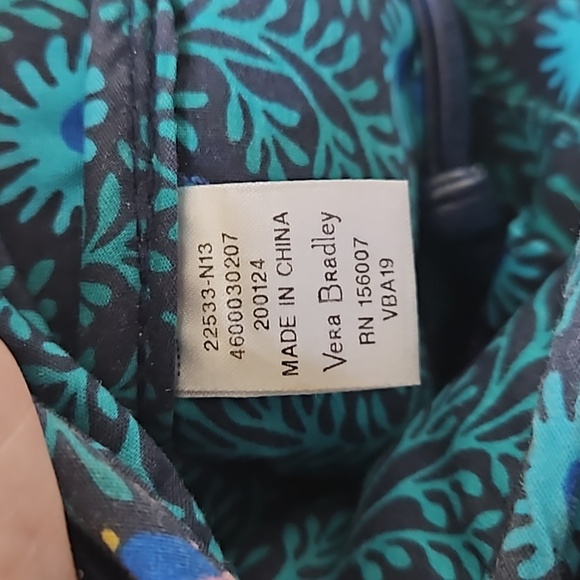 22533-N13
4600030207
200124
MADE IN CHINA
Vera Bradley
RN 156007
VBA19